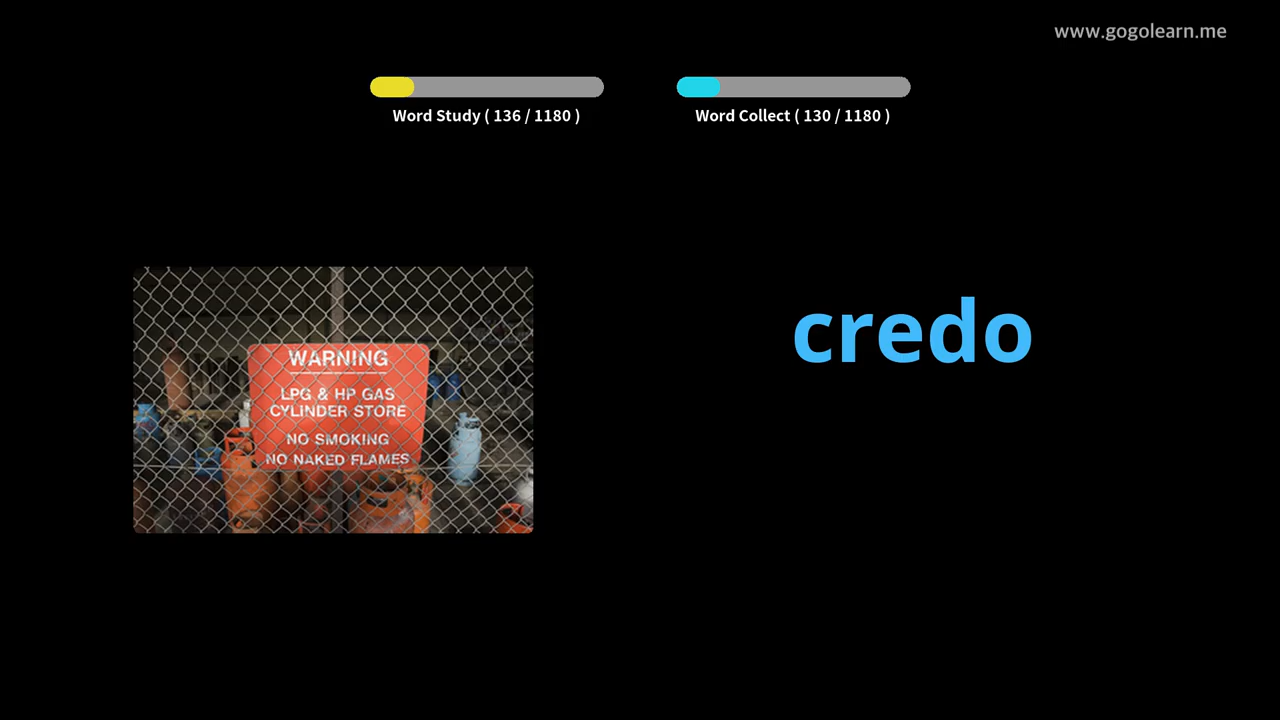 www.gogolearn.me
Word Study ( 136 / 1180 )
Word Collect ( 130 / 1180 )
WARNING
LPG & HP GAS
CYLINDER STORE
NO SMOKING
NO NAKED FLAMES
credo